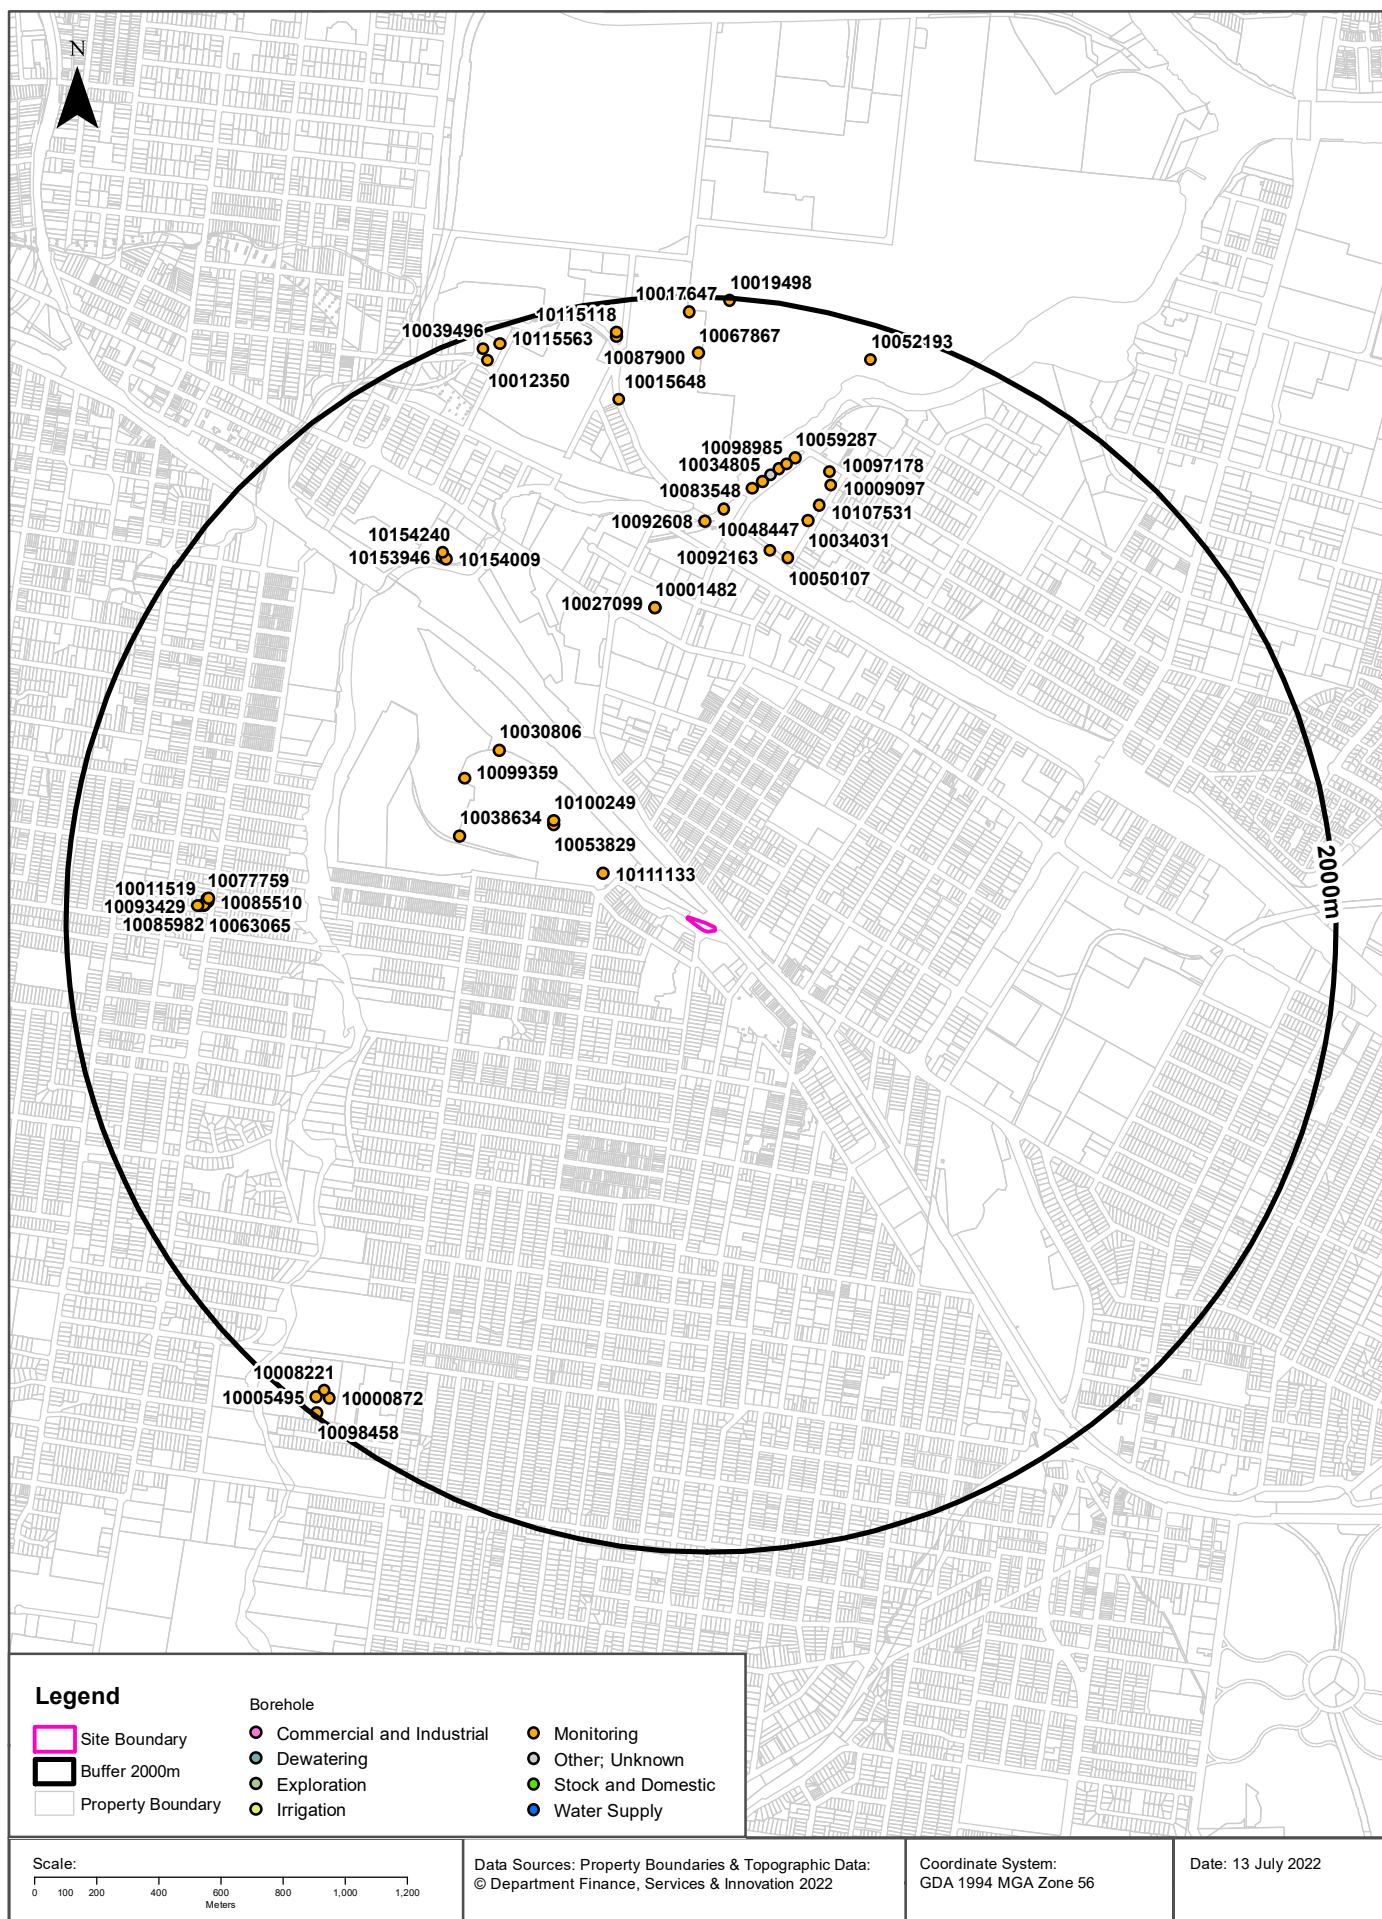 N
10019498
10017647
10115118
10039496
10115563
10067867
10052193
10087900
10012350
10015648
10059287
10098985
10034805
10097178
10083548
10009097
10107531
10092608
10048447
10034031
10154240
10153946
10154009
10092163
10050107
10001482
10027099
10030806
10099359
10100249
10038634
10053829
2000m
10111133
10077759
10011519
10093429
10085510
10085982
10063065
10008221
10005495
10000872
10098458
Legend
Site Boundary
Buffer 2000m
Property Boundary
Borehole
Commercial and Industrial
Dewatering
Exploration
Irrigation
Monitoring
Other; Unknown
Stock and Domestic
Water Supply
Scale:
0 100 200 400 600 800 1,000 1,200
Meters
Data Sources: Property Boundaries & Topographic Data:
© Department Finance, Services & Innovation 2022
Coordinate System:
GDA 1994 MGA Zone 56
Date: 13 July 2022